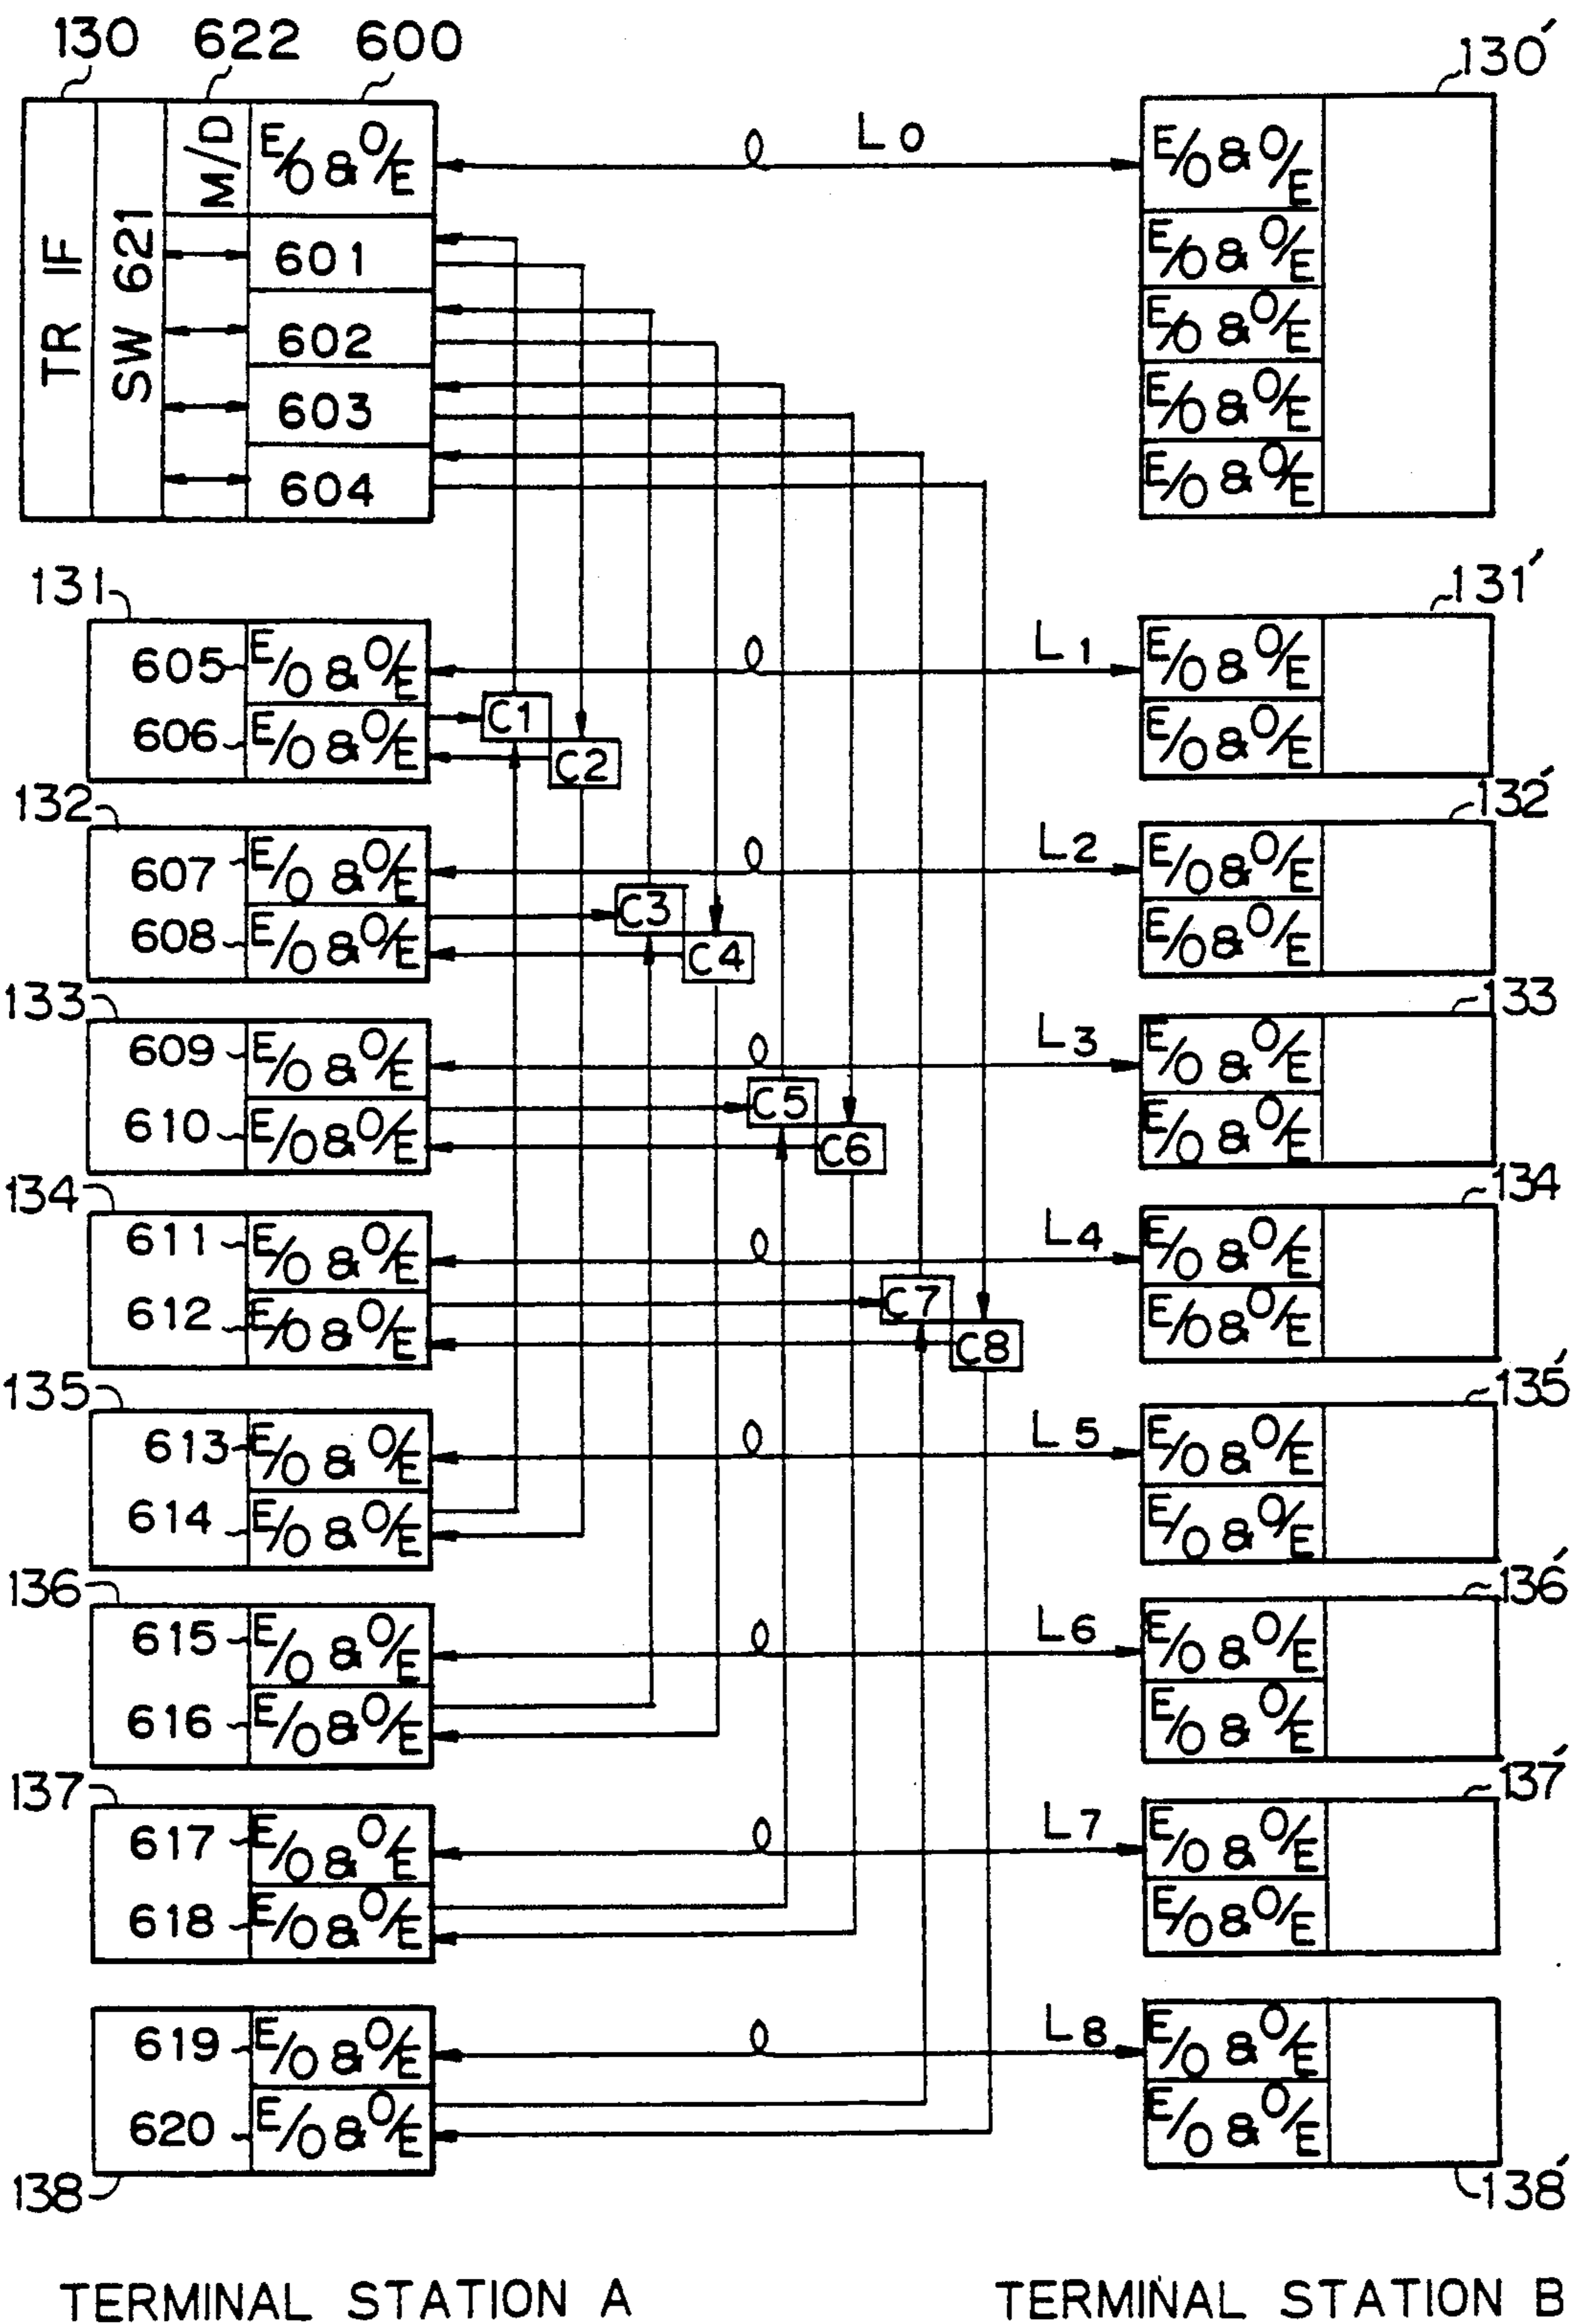 130 622 600 130′
TR IF
SW 621
M/D
E/O & O/E L0 E/O & O/E
601 E/O & O/E
602 E/O & O/E
603 E/O & O/E
604 E/O & O/E
131 131′
605 E/O & O/E L1 E/O & O/E
606 E/O & O/E C1 E/O & O/E
C2
132 132′
607 E/O & O/E L2 E/O & O/E
608 E/O & O/E C3 E/O & O/E
C4
133 133
609 E/O & O/E L3 E/O & O/E
610 E/O & O/E C5 E/O & O/E
C6
134 134
611 E/O & O/E L4 E/O & O/E
612 E/O & O/E C7 E/O & O/E
C8
135 135′
613 E/O & O/E L5 E/O & O/E
614 E/O & O/E E/O & O/E
136 136′
615 E/O & O/E L6 E/O & O/E
616 E/O & O/E E/O & O/E
137 137′
617 E/O & O/E L7 E/O & O/E
618 E/O & O/E E/O & O/E
619 E/O & O/E L8 E/O & O/E
620 E/O & O/E E/O & O/E
138 138′
TERMINAL STATION A TERMINAL STATION B